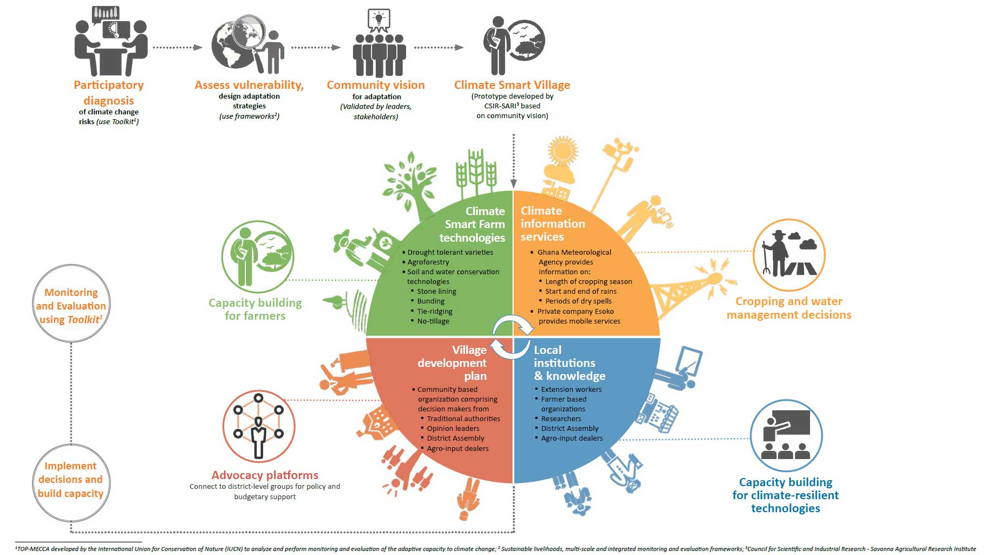 Participatory
diagnosis
of climate change
risks (use Toolkit¹)
Assess vulnerability,
design adaptation
strategies
(use frameworks²)
Community vision
for adaptation
(Validated by leaders,
stakeholders)
Climate Smart Village
(Prototype developed by
CSIR-SARI³ based
on community vision)
Climate
Smart Farm
technologies
• Drought tolerant varieties
• Agroforestry
• Soil and water conservation
technologies
▪ Stone lining
▪ Bunding
▪ Tie-ridging
▪ No-tillage
Climate
information
services
• Ghana Meteorological
Agency provides
information on:
▪ Length of cropping season
▪ Start and end of rains
▪ Periods of dry spells
• Private company Esoko
provides mobile services
Capacity building
for farmers
Cropping and water
management decisions
Monitoring
and Evaluation
using Toolkit¹
Village
development
plan
• Community based
organization comprising
decision makers from
▪ Traditional authorities
▪ Opinion leaders
▪ District Assembly
▪ Agro-input dealers
Local
institutions
& knowledge
▪ Extension workers
▪ Farmer based
organizations
▪ Researchers
▪ District Assembly
▪ Agro-input dealers
Implement
decisions and
build capacity
Advocacy platforms
Connect to district-level groups for policy and
budgetary support
Capacity building
for climate-resilient
technologies
¹TOP-MECCA developed by the International Union for Conservation of Nature (IUCN) to analyze and perform monitoring and evaluation of the adaptive capacity to climate change; ² Sustainable livelihoods, multi-scale and integrated monitoring and evaluation frameworks; ³Council for Scientific and Industrial Research - Savanna Agricultural Research Institute